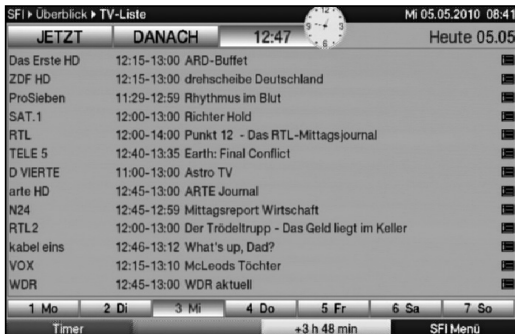 SFI ▸ Überblick ▸ TV-Liste Mi 05.05.2010 08:41
JETZT DANACH 12:47 Heute 05.05
Das Erste HD 12:15-13:00 ARD-Buffet
ZDF HD 12:15-13:00 drehscheibe Deutschland
ProSieben 11:29-12:59 Rhythmus im Blut
SAT.1 12:00-13:00 Richter Hold
RTL 12:00-14:00 Punkt 12 - Das RTL-Mittagsjournal
TELE 5 12:40-13:35 Earth: Final Conflict
D VIERTE 11:00-13:00 Astro TV
arte HD 12:45-13:00 ARTE Journal
N24 12:45-12:59 Mittagsreport Wirtschaft
RTL2 12:00-13:00 Der Trödeltrupp - Das Geld liegt im Keller
kabel eins 12:46-13:12 What's up, Dad?
VOX 12:15-13:10 McLeods Töchter
WDR 12:45-13:00 WDR aktuell
1 Mo 2 Di 3 Mi 4 Do 5 Fr 6 Sa 7 So
Timer +3 h 48 min SFI Menü